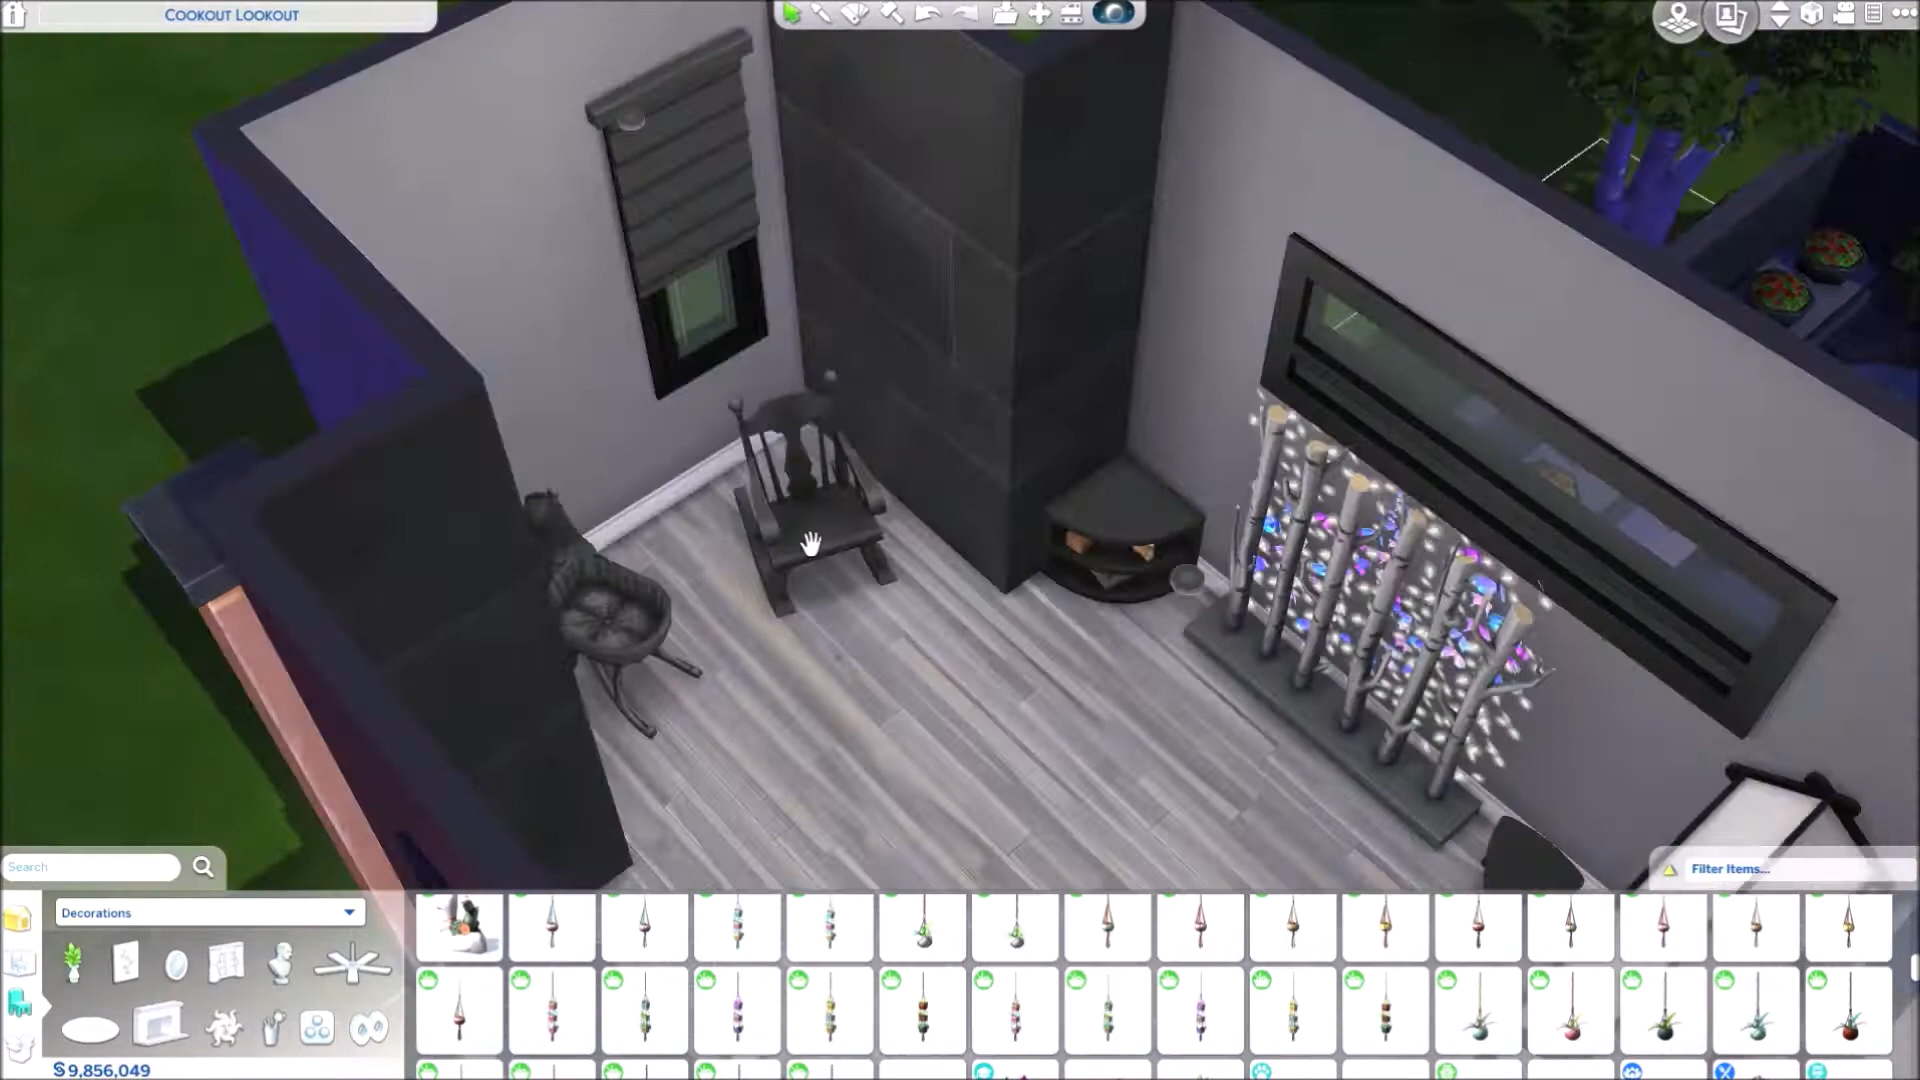 COOKOUT LOOKOUT
Search
Filter Items...
Decorations
$9,856,049